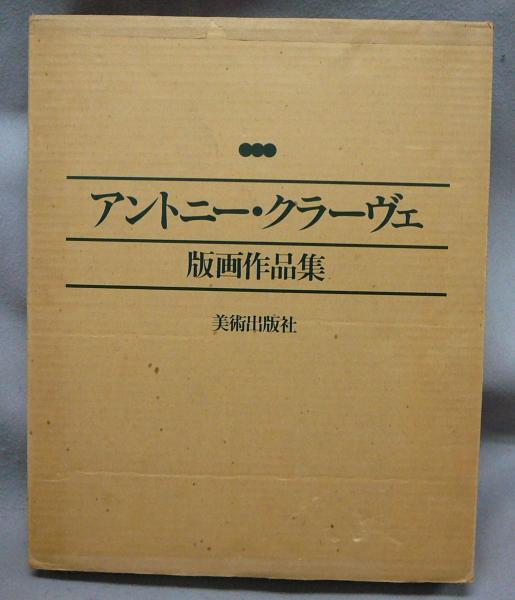 アントニー・クラーヴェ
版画作品集
美術出版社